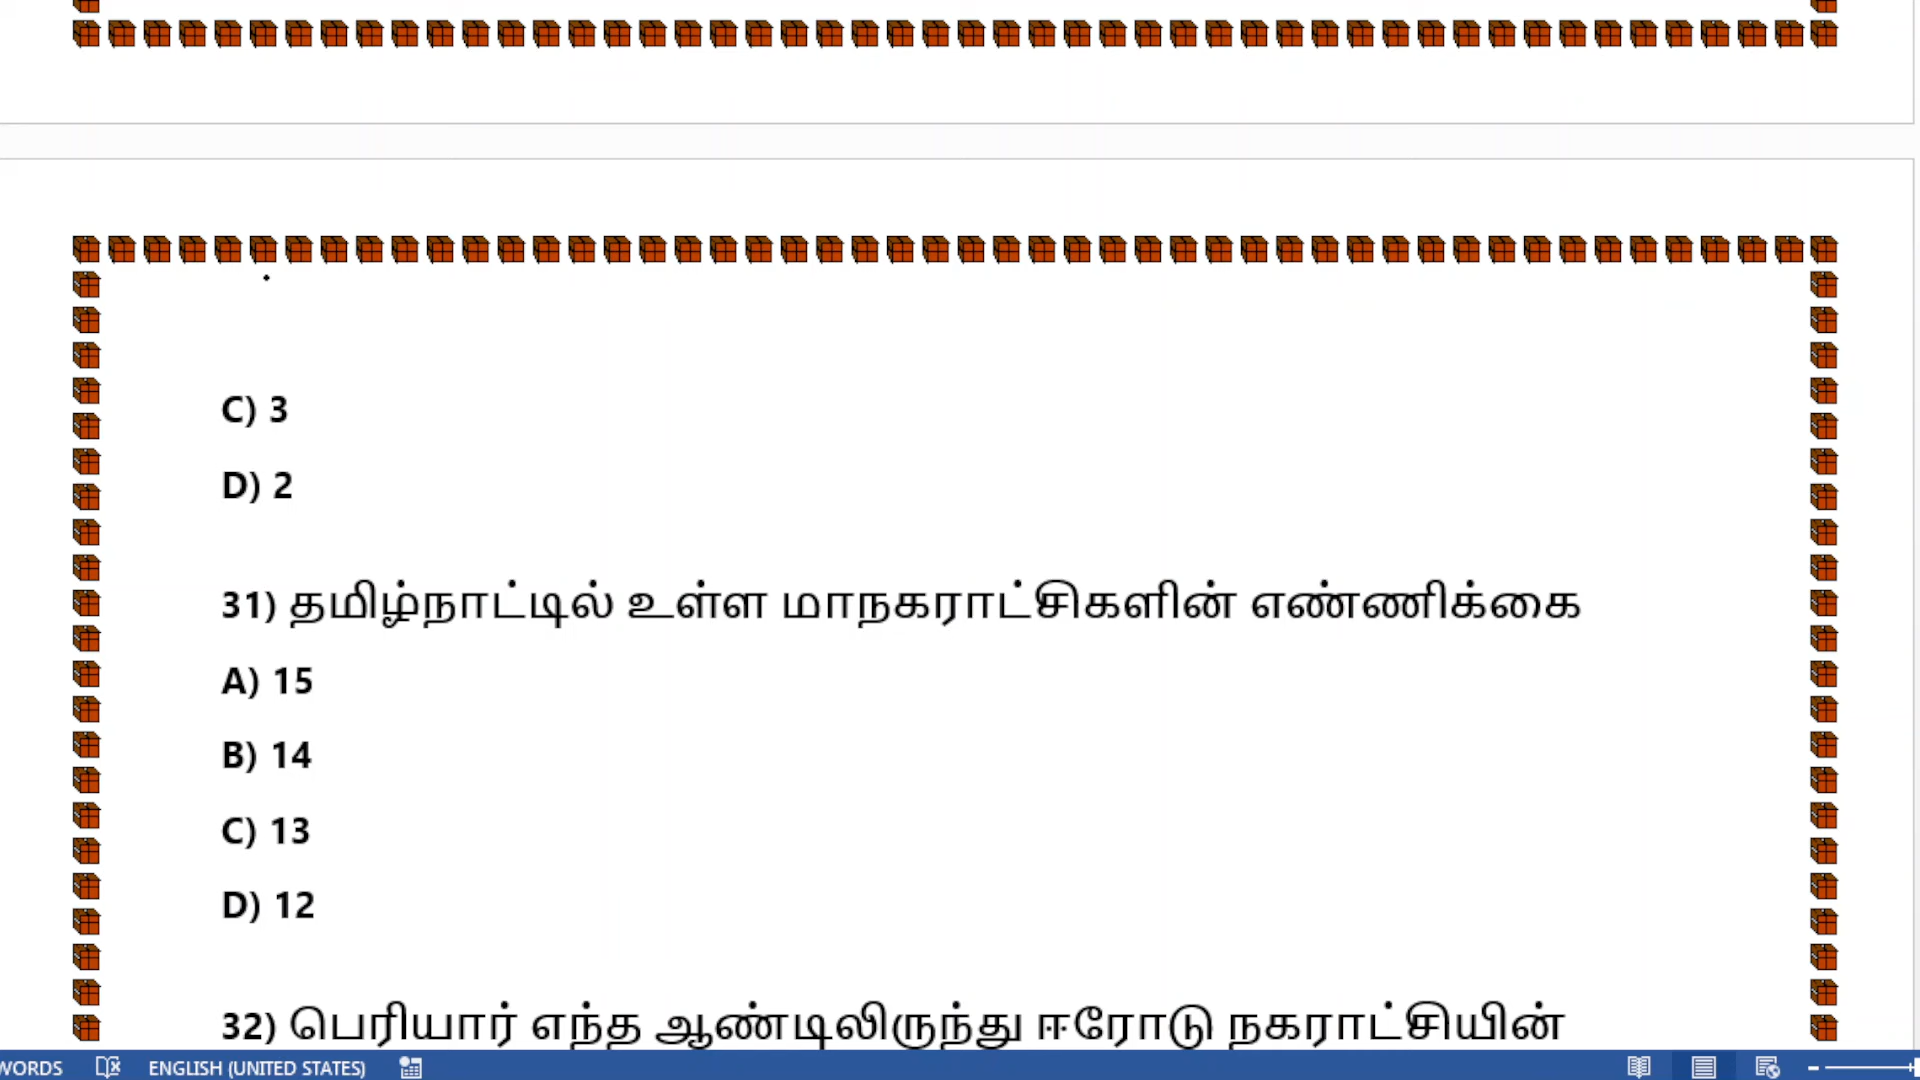 C) 3
D) 2
31) தமிழ்நாட்டில் உள்ள மாநகராட்சிகளின் எண்ணிக்கை
A) 15
B) 14
C) 13
D) 12
32) பெரியார் எந்த ஆண்டிலிருந்து ஈரோடு நகராட்சியின்
WORDS ENGLISH (UNITED STATES)